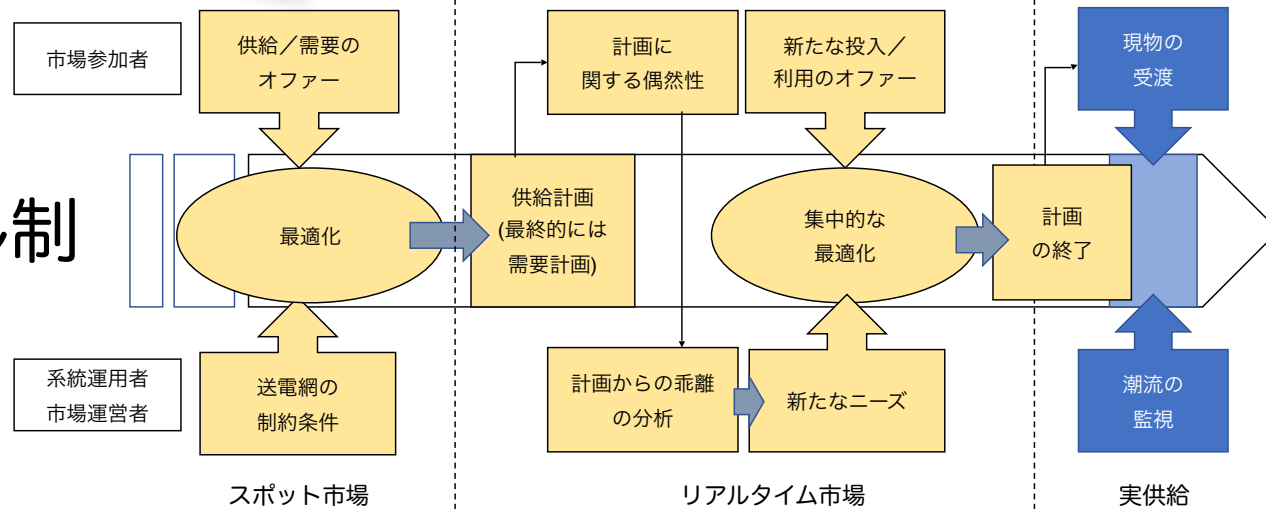 市場参加者
供給／需要の
オファー
計画に
関する偶然性
新たな投入／
利用のオファー
現物の
受渡
制
最適化
供給計画
(最終的には
需要計画)
集中的な
最適化
計画
の終了
系統運用者
市場運営者
送電網の
制約条件
計画からの乖離
の分析
新たなニーズ
潮流の
監視
スポット市場
リアルタイム市場
実供給